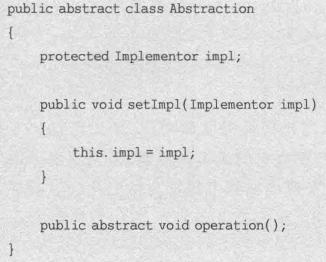 public abstract class Abstraction
{
protected Implementor impl;
public void setImpl(Implementor impl)
{
this. impl = impl;
}
public abstract void operation();
}